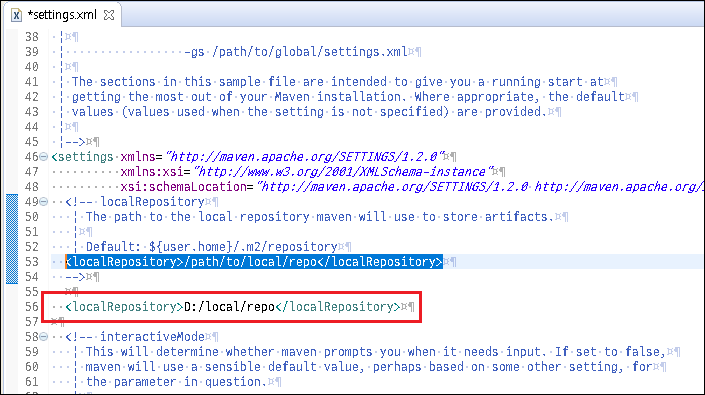 *settings.xml
38 |
39 | -gs /path/to/global/settings.xml
40 |
41 | The sections in this sample file are intended to give you a running start at
42 | getting the most out of your Maven installation. Where appropriate, the default
43 | values (values used when the setting is not specified) are provided.
44 |
45 |-->
46 <settings xmlns="http://maven.apache.org/SETTINGS/1.2.0"
47 xmlns:xsi="http://www.w3.org/2001/XMLSchema-instance"
48 xsi:schemaLocation="http://maven.apache.org/SETTINGS/1.2.0 http://maven.apache.org/
49 <!-- localRepository
50 | The path to the local repository maven will use to store artifacts.
51 |
52 | Default: ${user.home}/.m2/repository
53 <localRepository>/path/to/local/repo</localRepository>
54 -->
55
56 <localRepository>D:/local/repo</localRepository>
57
58 <!-- interactiveMode
59 | This will determine whether maven prompts you when it needs input. If set to false,
60 | maven will use a sensible default value, perhaps based on some other setting, for
61 | the parameter in question.
62 |